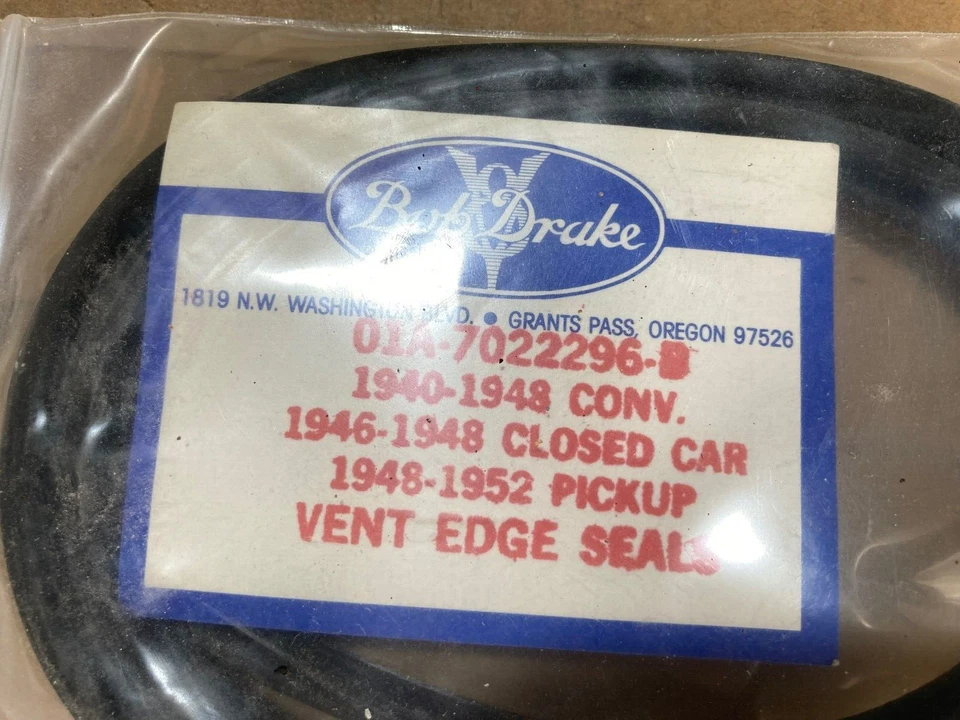 Bob Drake
1819 N.W. WASHINGTON BLVD. • GRANTS PASS, OREGON 97526
01A-7022296-B
1940-1948 CONV.
1946-1948 CLOSED CAR
1948-1952 PICKUP
VENT EDGE SEALS